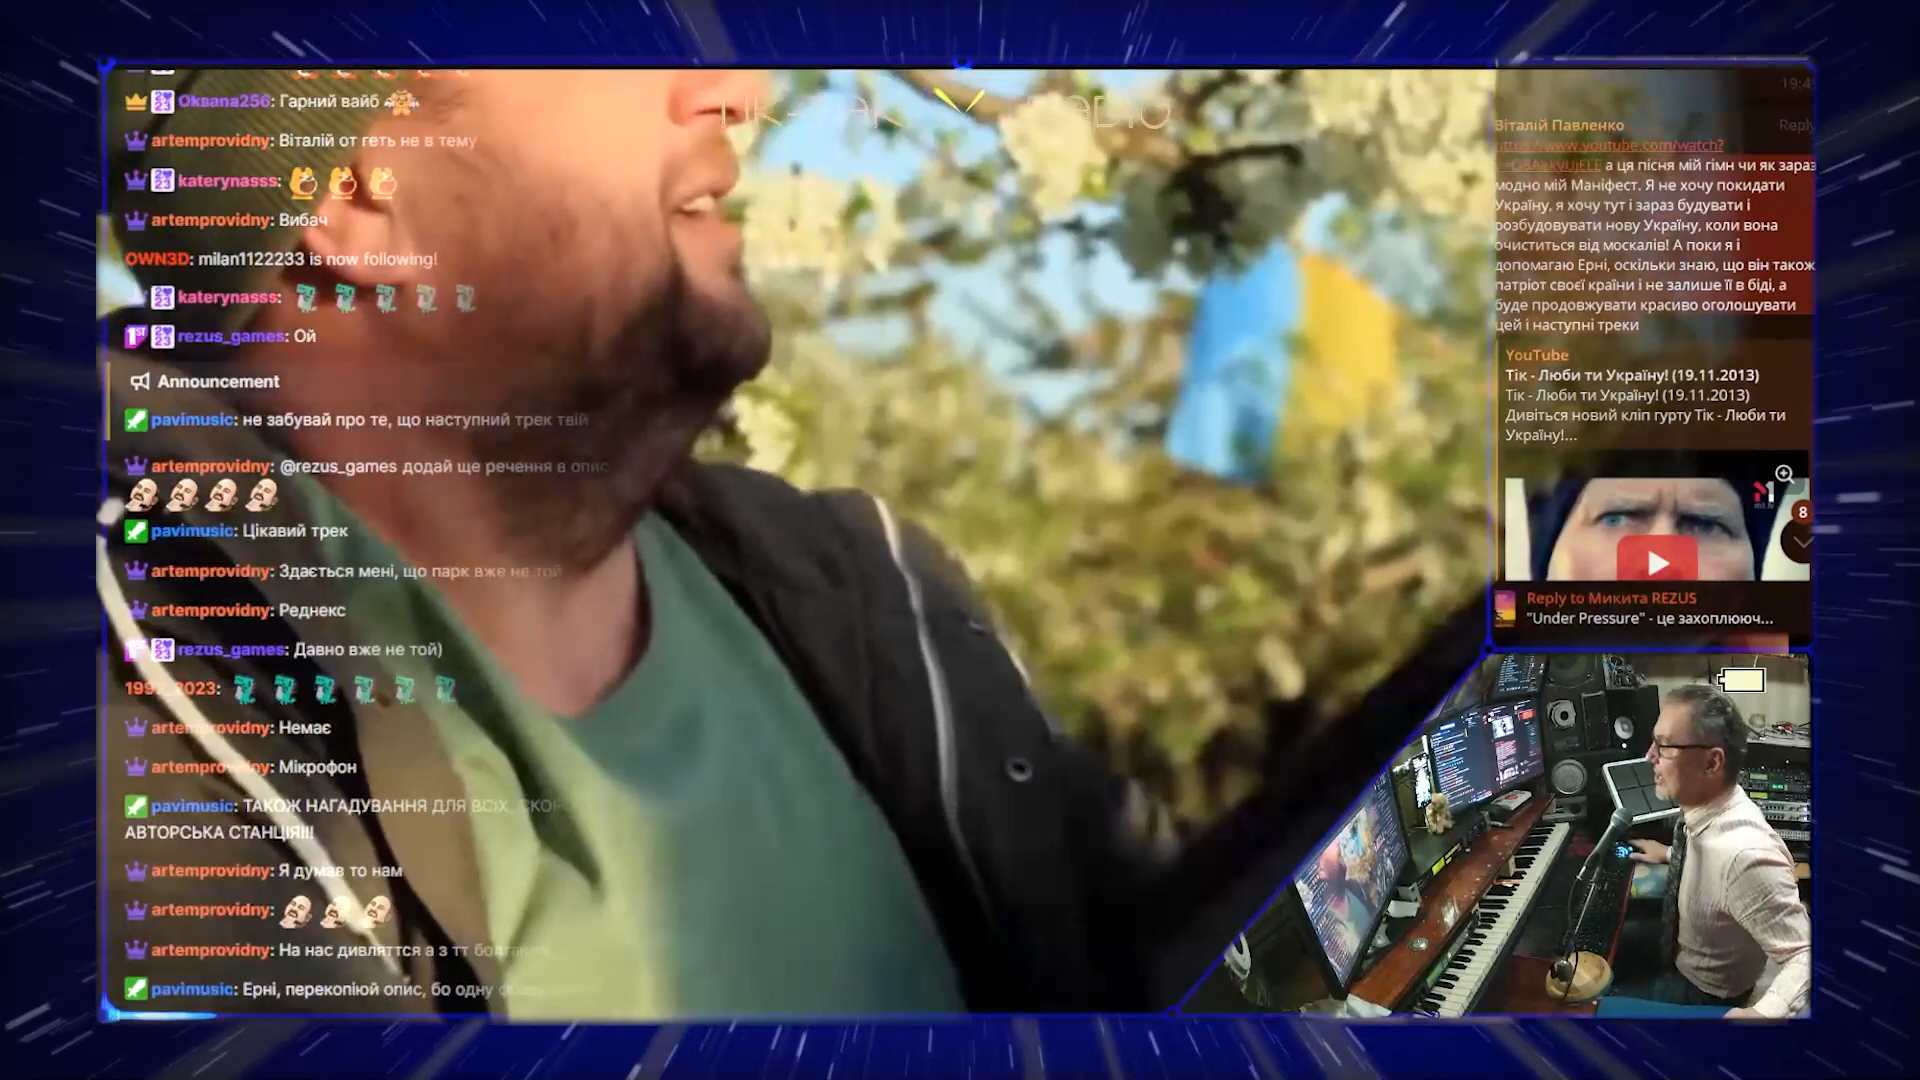 Oksana256: Гарний вайб
artemprovidny: Віталій от геть не в тему
katerynasss:
artemprovidny: Вибач
OWN3D: milan1122233 is now following!
katerynasss:
rezus_games: Ой
Announcement
pavimusic: не забувай про те, що наступний трек твій
artemprovidny: @rezus_games додай ще речення в опис
pavimusic: Цікавий трек
artemprovidny: Здається мені, що парк вже не той
artemprovidny: Реднекс
rezus_games: Давно вже не той)
2023:
artemprovidny: Немає
artemprovidny: Мікрофон
pavimusic: ТАКОЖ НАГАДУВАННЯ ДЛЯ ВСІХ,
АВТОРСЬКА СТАНЦІЯ!!!
artemprovidny: Я думав то нам
artemprovidny:
artemprovidny: На нас дивляттся а з тт
pavimusic: Ерні, перекопіюй опис, бо одну
Reply
Віталій Павленко
https://www.youtube.com/watch?
а ця пісня мій гімн чи як зараз
модно мій Маніфест. Я не хочу покидати
Україну, я хочу тут і зараз будувати і
розбудовувати нову Україну, коли вона
очиститься від москалів! А поки я і
допомагаю Ерні, оскільки знаю, що він також
патріот своєї країни і не залише її в біді, а
буде продовжувати красиво оголошувати
цей і наступні треки
YouTube
Тік - Люби ти Україну! (19.11.2013)
Тік - Люби ти Україну! (19.11.2013)
Дивіться новий кліп гурту Тік - Люби ти
Україну!...
8
Reply to Микита REZUS
"Under Pressure" - це захоплююч...